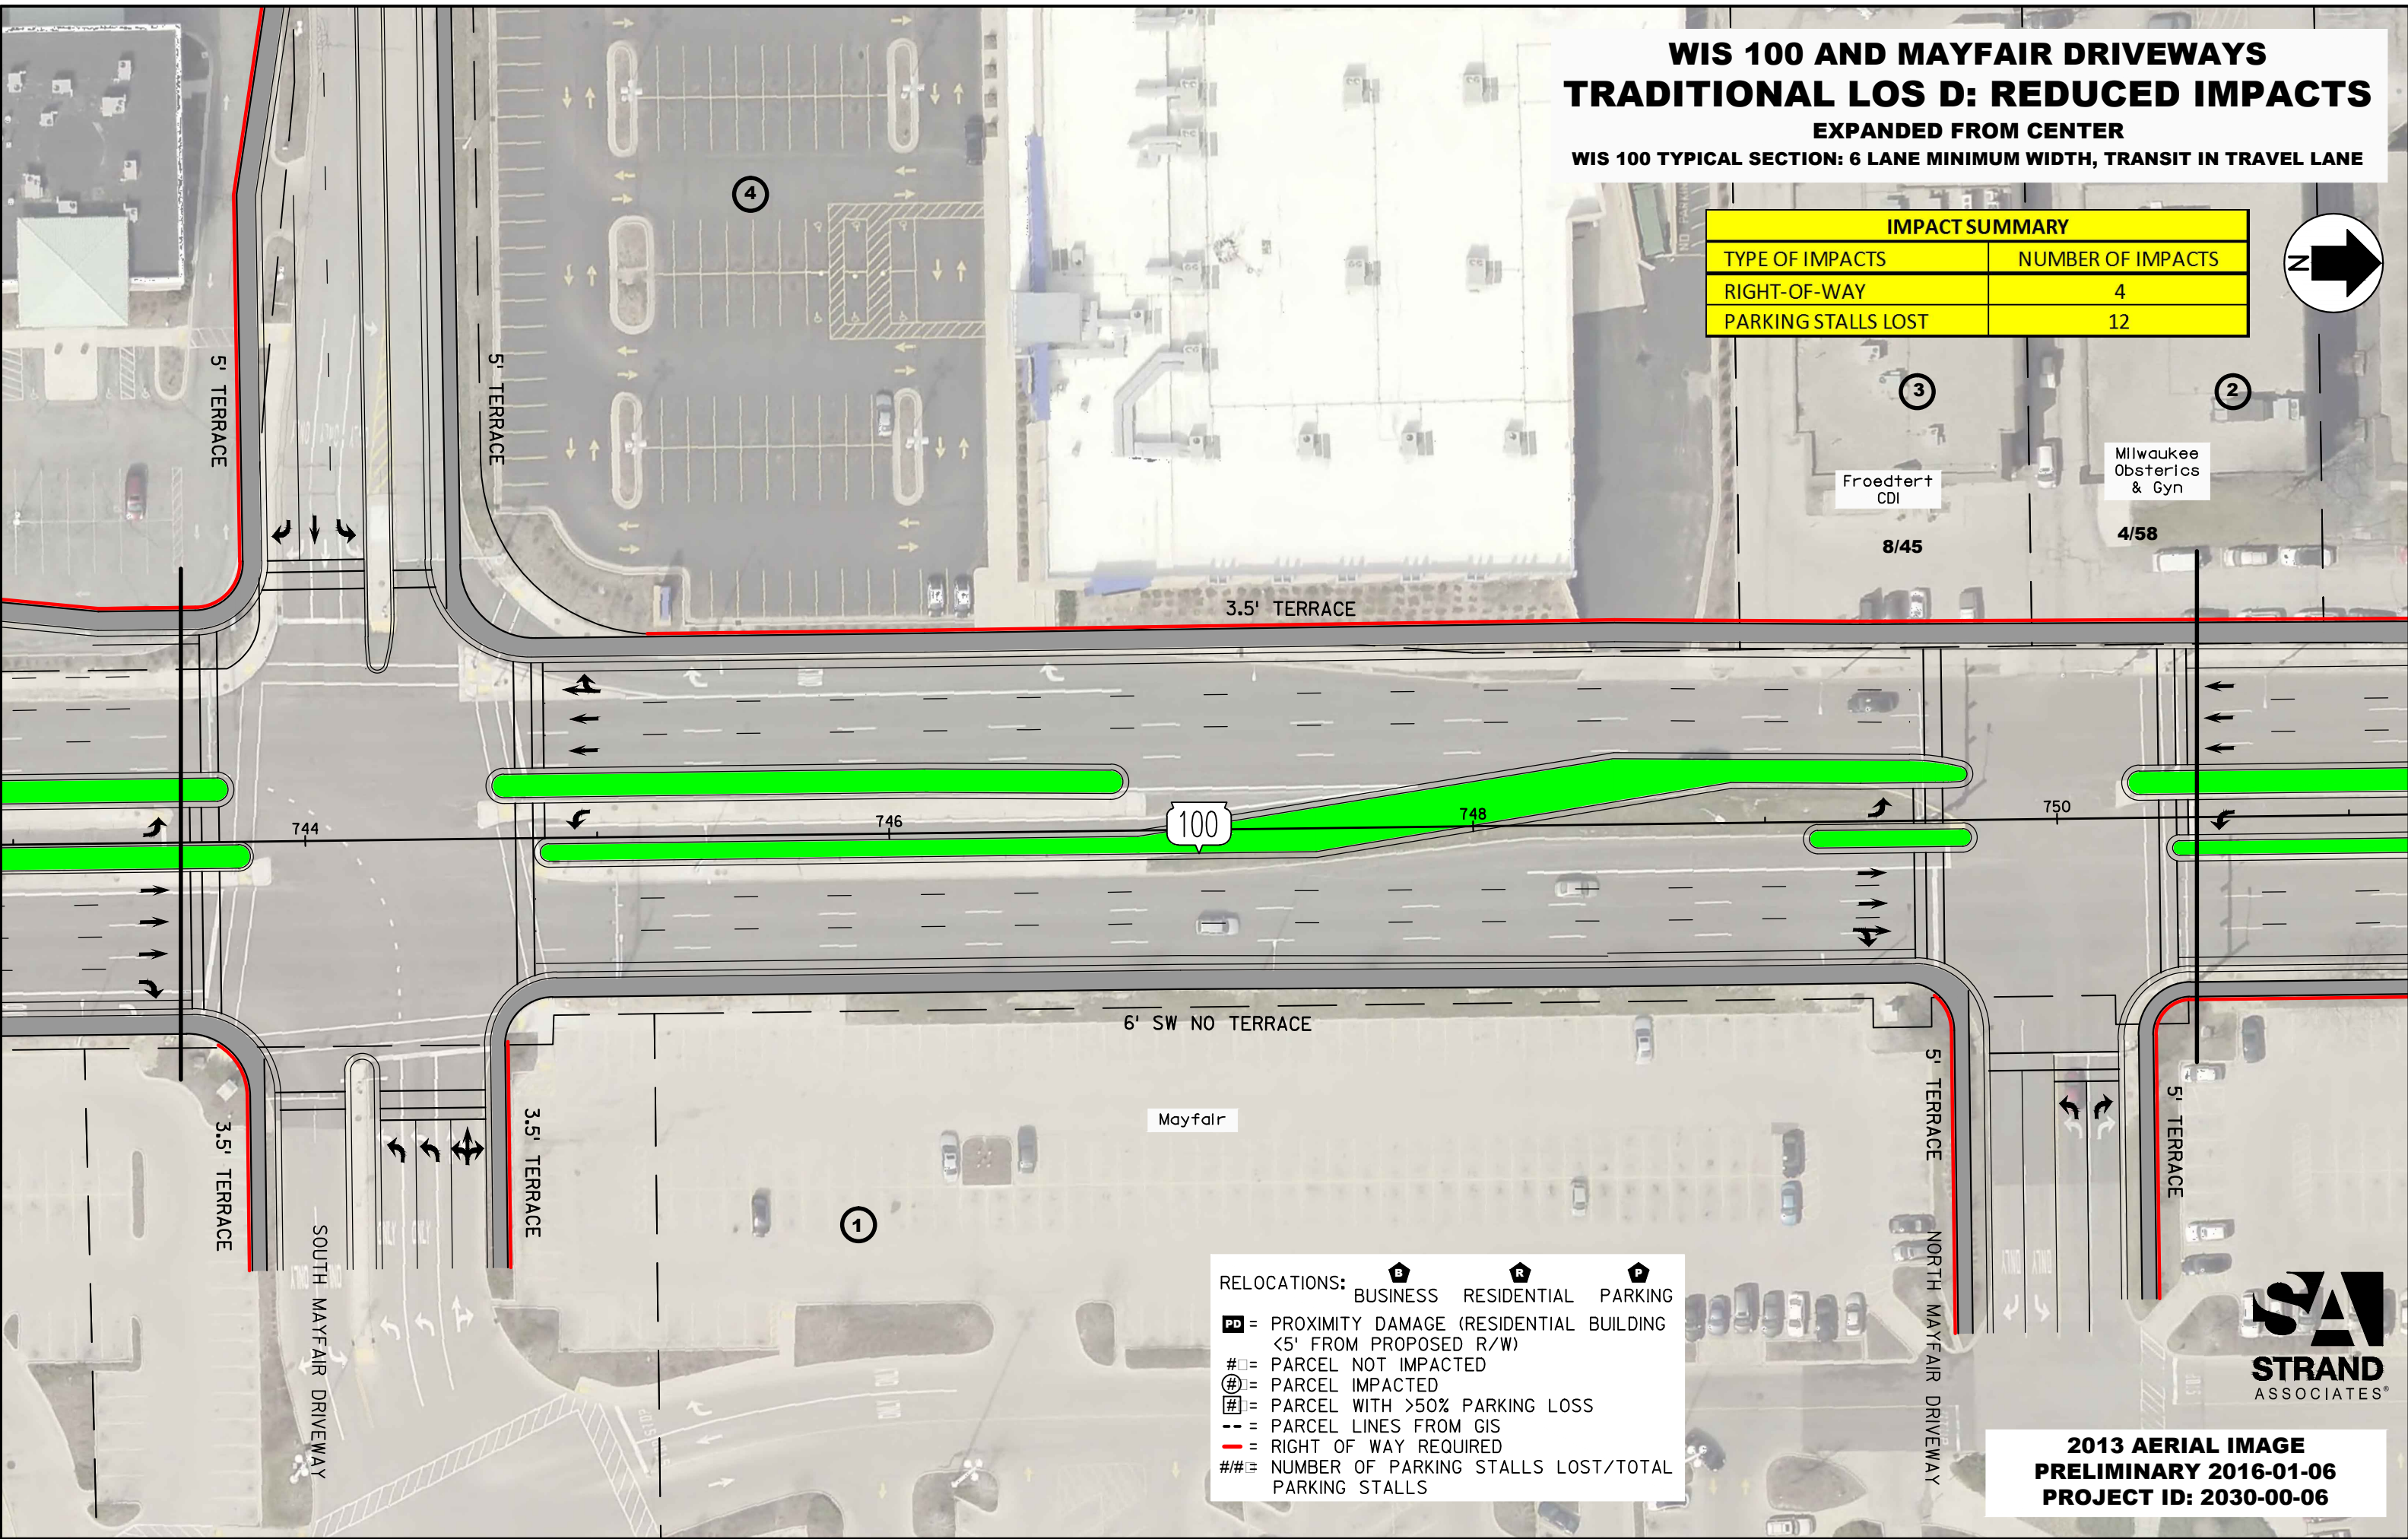 WIS 100 AND MAYFAIR DRIVEWAYS
TRADITIONAL LOS D: REDUCED IMPACTS
EXPANDED FROM CENTER
WIS 100 TYPICAL SECTION: 6 LANE MINIMUM WIDTH, TRANSIT IN TRAVEL LANE
IMPACT SUMMARY
TYPE OF IMPACTS NUMBER OF IMPACTS
RIGHT-OF-WAY 4
PARKING STALLS LOST 12
N
4
3
2
NO PARKING
5' TERRACE
5' TERRACE
Froedtert
CDI
8/45
Milwaukee
Obsterics
& Gyn
4/58
3.5' TERRACE
744
746
100
748
750
6' SW NO TERRACE
Mayfair
1
3.5' TERRACE
3.5' TERRACE
5' TERRACE
5' TERRACE
SOUTH MAYFAIR DRIVEWAY
NORTH MAYFAIR DRIVEWAY
RELOCATIONS:
B R P
BUSINESS RESIDENTIAL PARKING
PD = PROXIMITY DAMAGE (RESIDENTIAL BUILDING
<5' FROM PROPOSED R/W)
#□= PARCEL NOT IMPACTED
#□= PARCEL IMPACTED
#□= PARCEL WITH >50% PARKING LOSS
-- = PARCEL LINES FROM GIS
= RIGHT OF WAY REQUIRED
#/#□= NUMBER OF PARKING STALLS LOST/TOTAL
PARKING STALLS
SA
STRAND
ASSOCIATES®
2013 AERIAL IMAGE
PRELIMINARY 2016-01-06
PROJECT ID: 2030-00-06